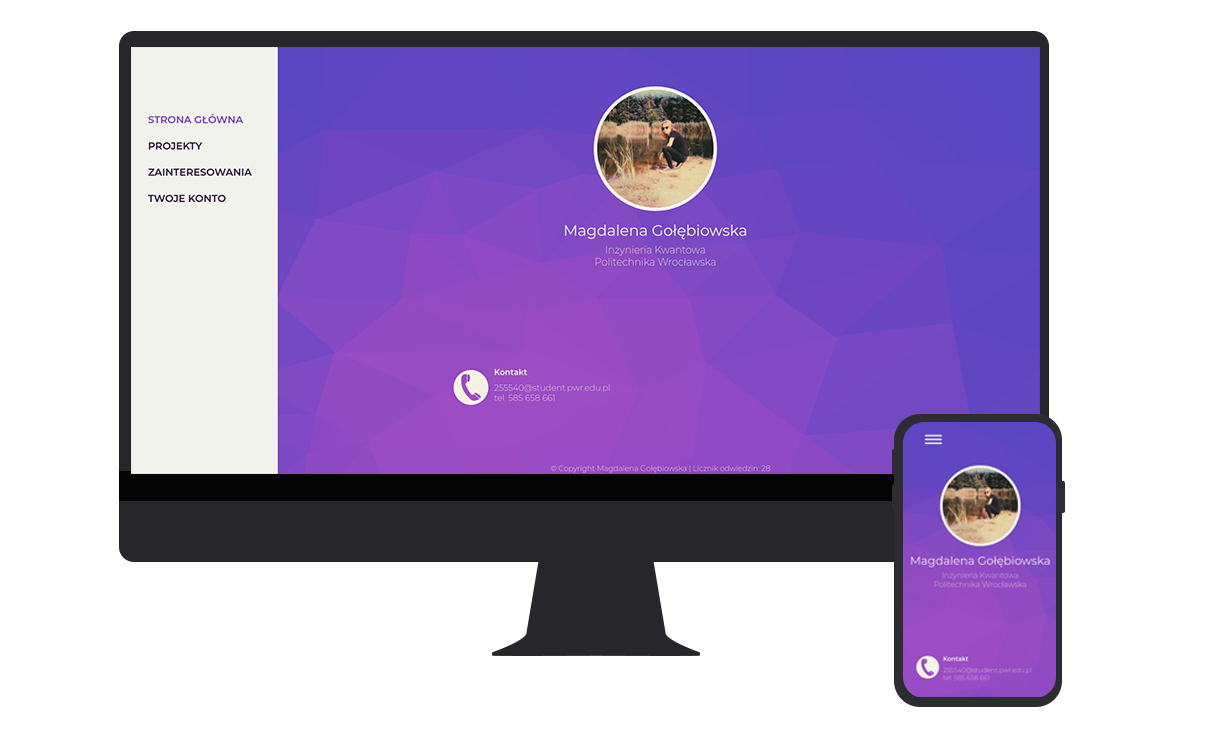 STRONA GŁÓWNA
PROJEKTY
ZAINTERESOWANIA
TWOJE KONTO
Magdalena Gołębiowska
Inżynieria Kwantowa
Politechnika Wrocławska
Kontakt
255540@student.pwr.edu.pl
tel. 585 658 661
© Copyright Magdalena Gołębiowska | Licznik odwiedzin: 28
Magdalena Gołębiowska
Inżynieria Kwantowa
Politechnika Wrocławska
Kontakt
255540@student.pwr.edu.pl
tel. 585 658 661